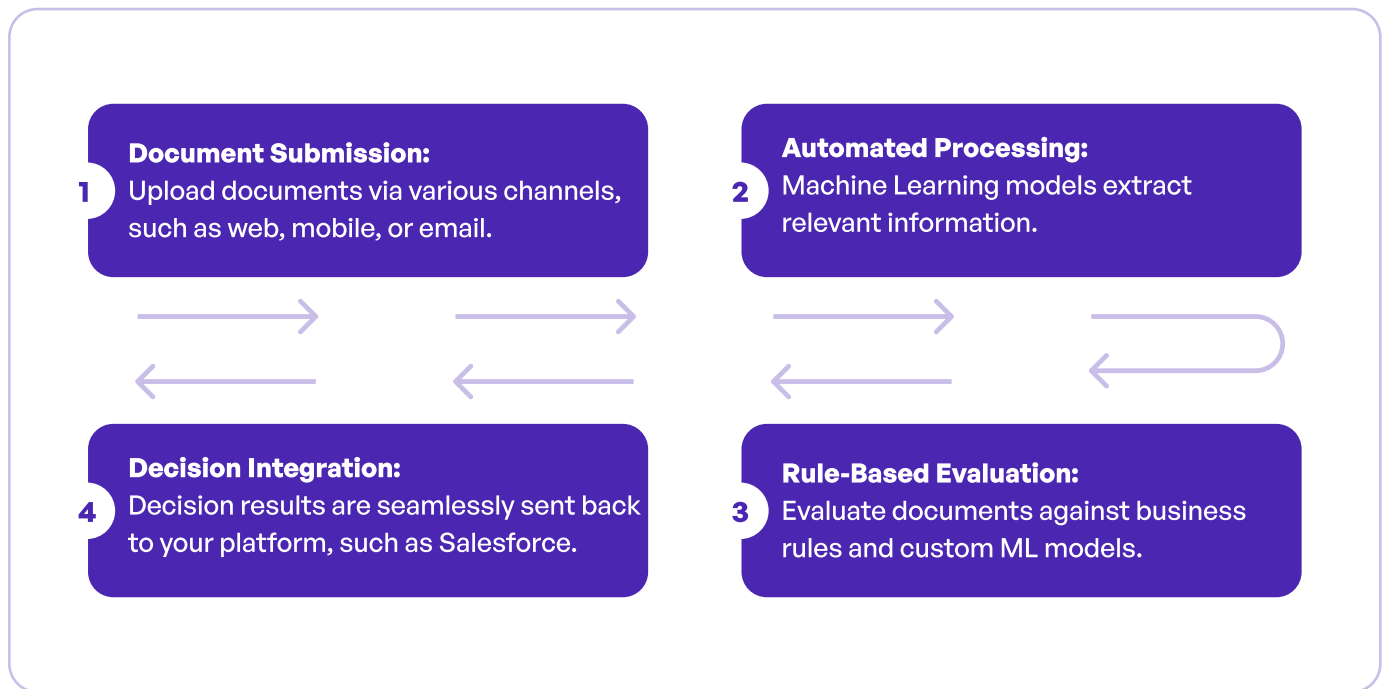 1
Document Submission:
Upload documents via various channels,
such as web, mobile, or email.
2
Automated Processing:
Machine Learning models extract
relevant information.
3
Rule-Based Evaluation:
Evaluate documents against business
rules and custom ML models.
4
Decision Integration:
Decision results are seamlessly sent back
to your platform, such as Salesforce.